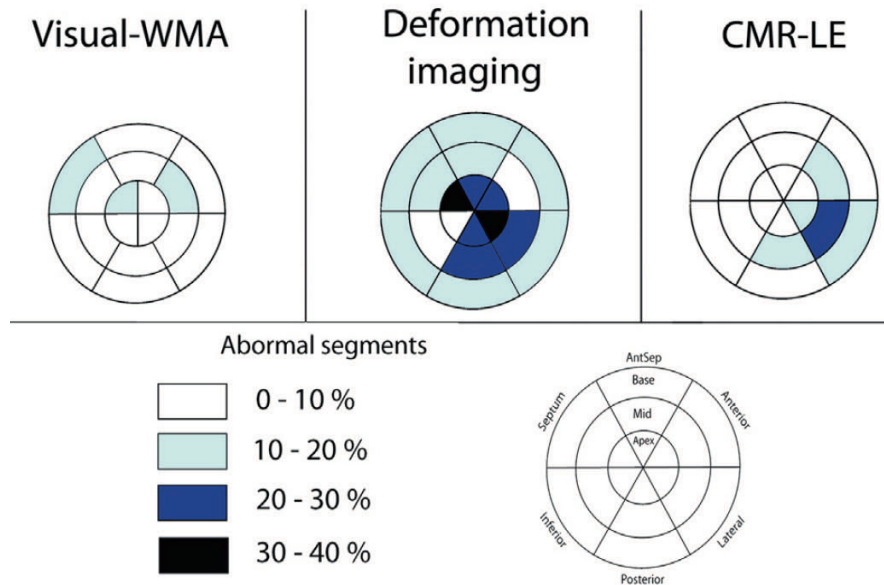 Visual-WMA
Deformation
imaging
CMR-LE
Abormal segments
0 - 10 %
10 - 20 %
20 - 30 %
30 - 40 %
AntSep
Base
Septum
Anterior
Mid
Apex
Inferior
Lateral
Posterior